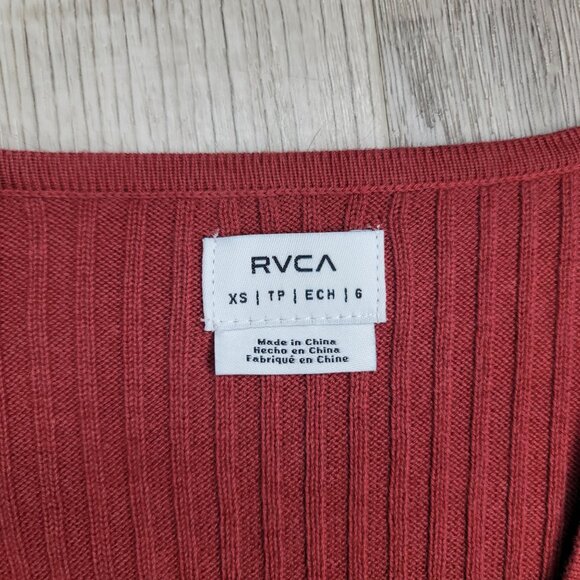 RVCA
XS | TP | ECH | 6
Made in China
Hecho en China
Fabriqué en Chine